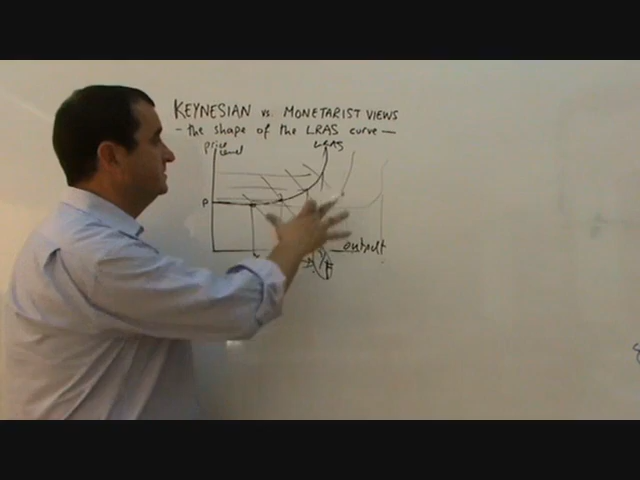 KEYNESIAN vs. MONETARIST VIEWS
- the shape of the LRAS curve -
price level
LRAS
P
output